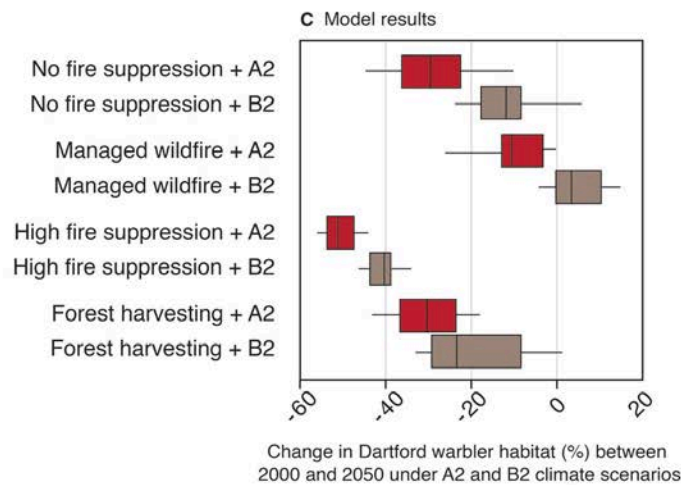 C Model results
No fire suppression + A2
No fire suppression + B2
Managed wildfire + A2
Managed wildfire + B2
High fire suppression + A2
High fire suppression + B2
Forest harvesting + A2
Forest harvesting + B2
-60
-40
-20
0
20
Change in Dartford warbler habitat (%) between
2000 and 2050 under A2 and B2 climate scenarios